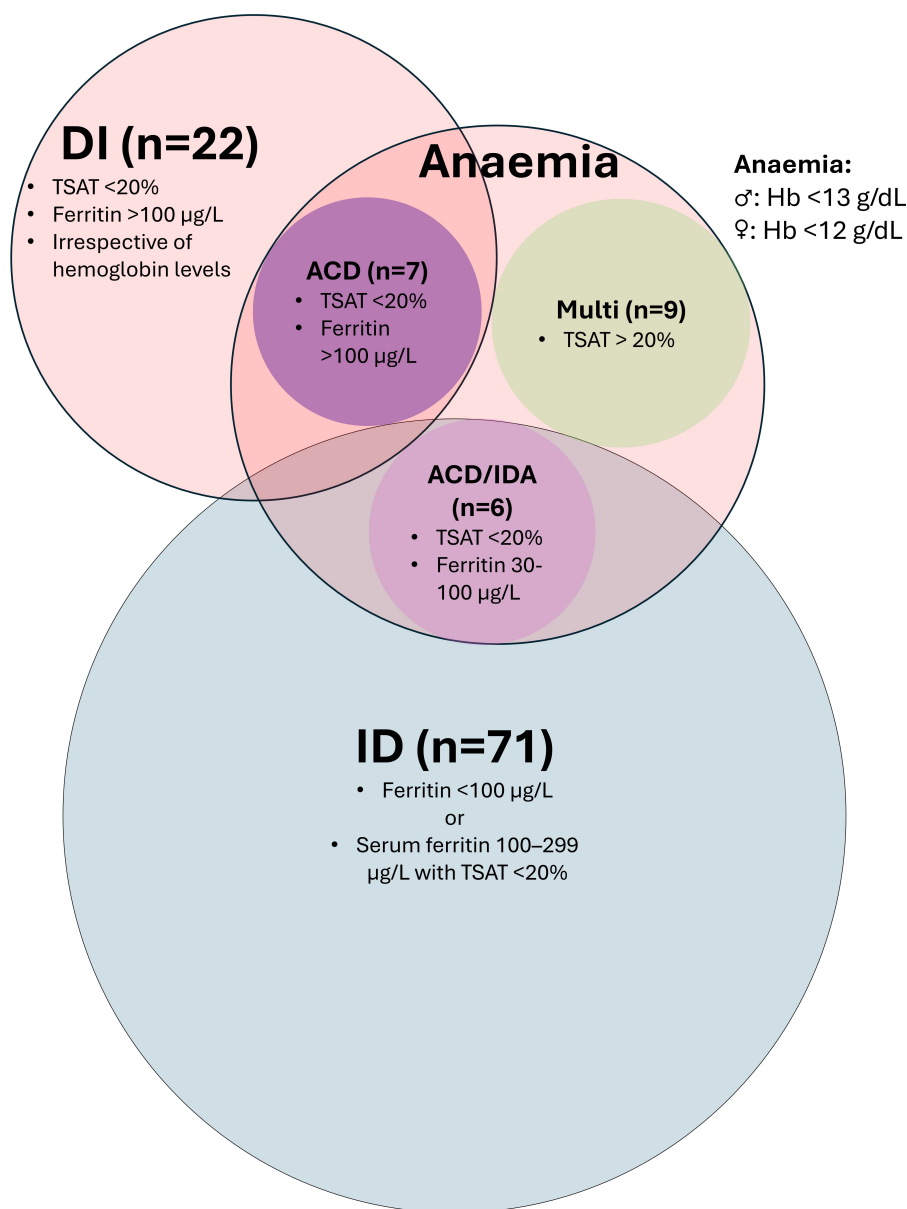 DI (n=22)
• TSAT <20%
• Ferritin >100 µg/L
• Irrespective of
hemoglobin levels
Anaemia
Anaemia:
♂: Hb <13 g/dL
♀: Hb <12 g/dL
ACD (n=7)
• TSAT <20%
• Ferritin
>100 µg/L
Multi (n=9)
• TSAT > 20%
ACD/IDA
(n=6)
• TSAT <20%
• Ferritin 30-
100 µg/L
ID (n=71)
• Ferritin <100 µg/L
or
• Serum ferritin 100–299
µg/L with TSAT <20%